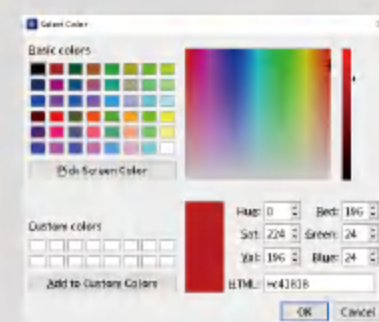 Select Color
Basic colors
Pick Screen Color
Custom colors
Add to Custom Colors
Hue: 0
Red: 196
Sat: 224
Green: 24
Val: 196
Blue: 24
HTML: #c41818
OK
Cancel